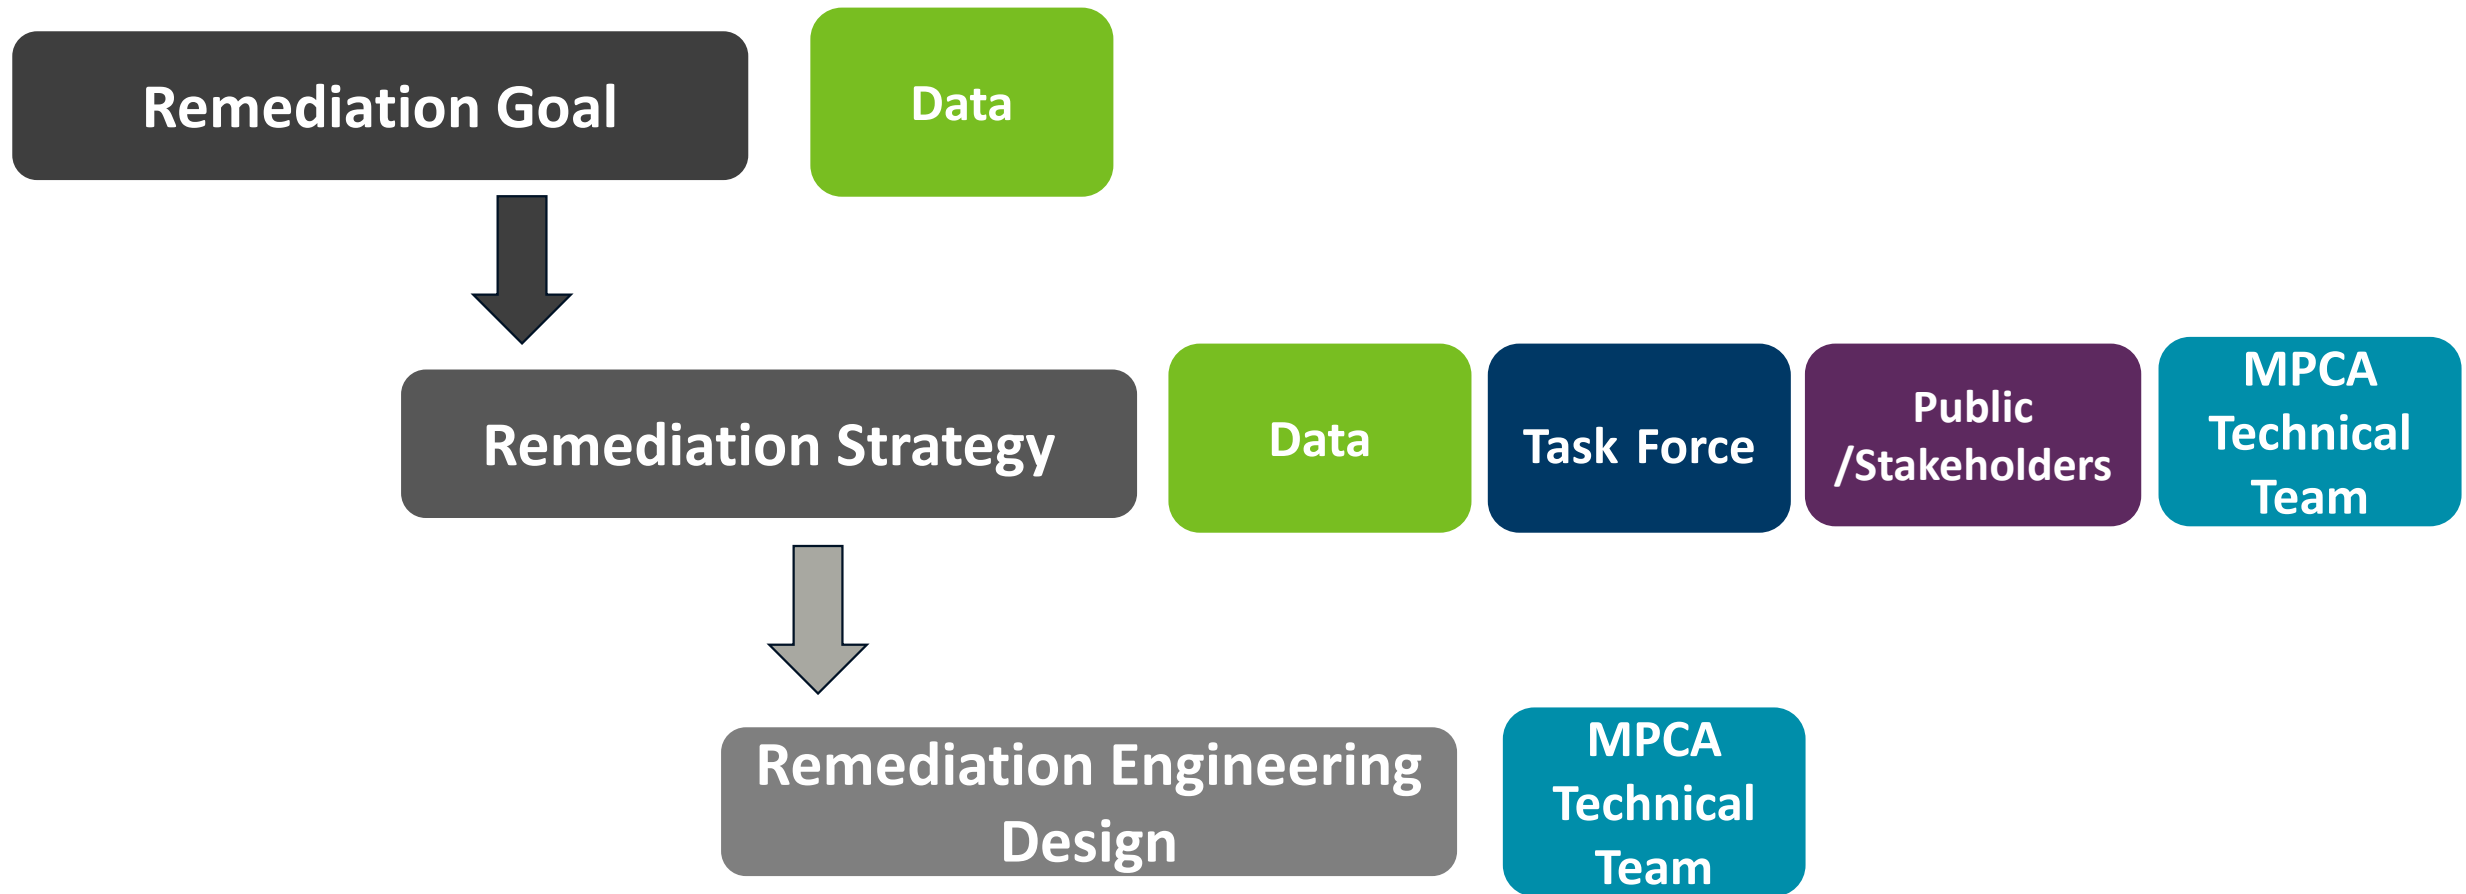 Remediation Goal
Data
Remediation Strategy
Data
Task Force
Public
/Stakeholders
MPCA
Technical
Team
Remediation Engineering
Design
MPCA
Technical
Team